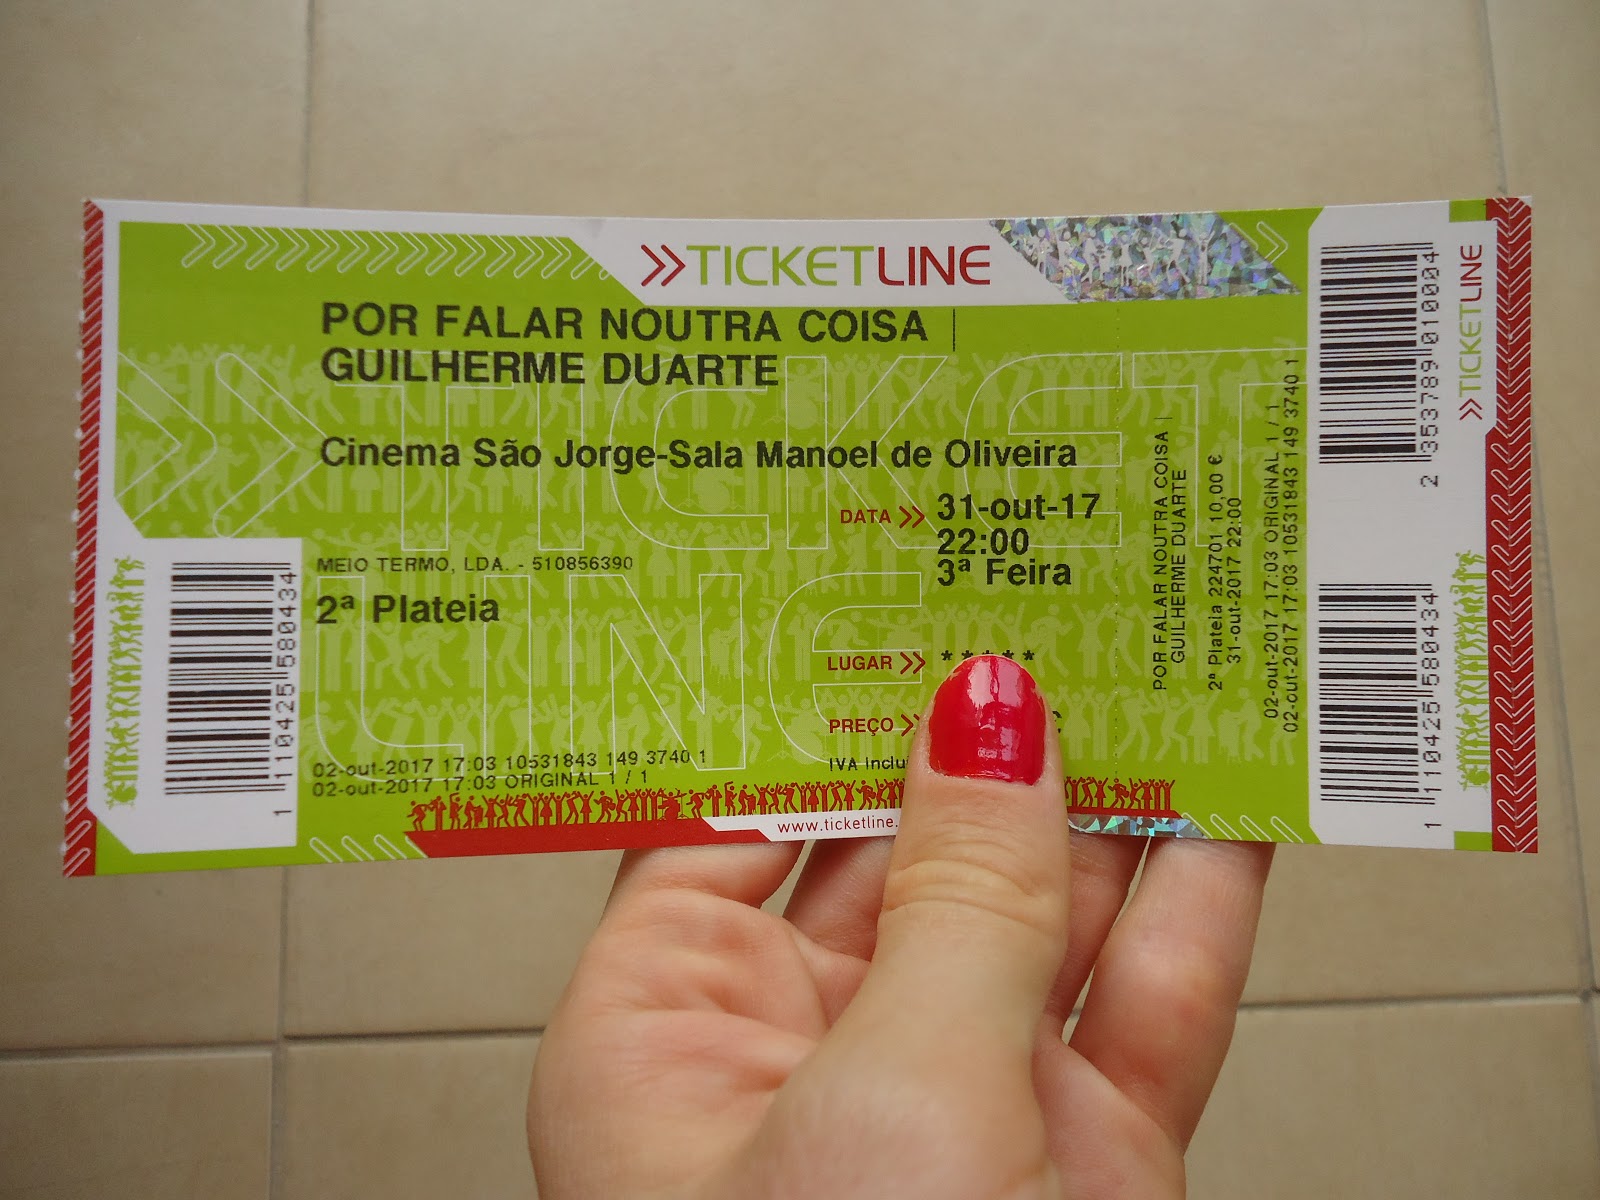 >>TICKETLINE
POR FALAR NOUTRA COISA |
GUILHERME DUARTE
Cinema São Jorge-Sala Manoel de Oliveira
DATA >> 31-out-17
22:00
3ª Feira
MEIO TERMO, LDA. - 510856390
2ª Plateia
LUGAR >> *****
PREÇO >>
IVA
02-out-2017 17:03 10531843 149 3740 1
02-out-2017 17:03 ORIGINAL 1 / 1
www.ticketline.
1 110425 580434
POR FALAR NOUTRA COISA |
GUILHERME DUARTE
2ª Plateia 224701 10,00 €
31-out-2017 22:00
02-out-2017 17:03 ORIGINAL 1 / 1
02-out-2017 17:03 10531843 149 3740 1
2 353789 010004
1 110425 580434
>>TICKETLINE